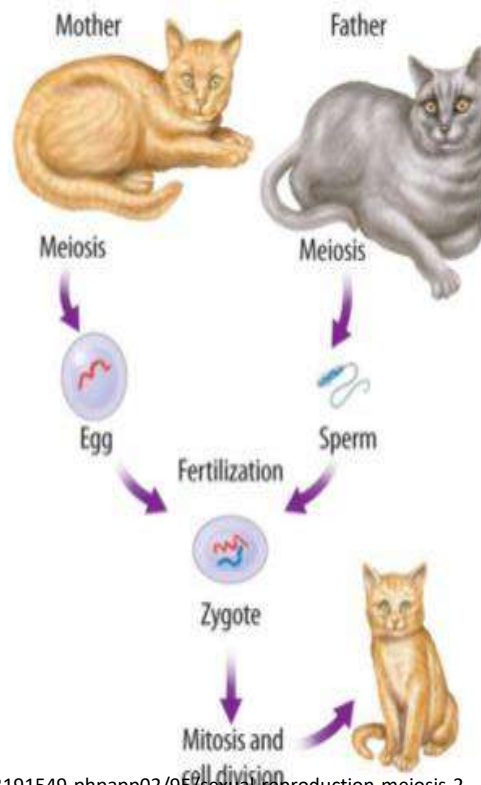 Mother
Father
Meiosis
Meiosis
Egg
Sperm
Fertilization
Zygote
Mitosis and
cell division